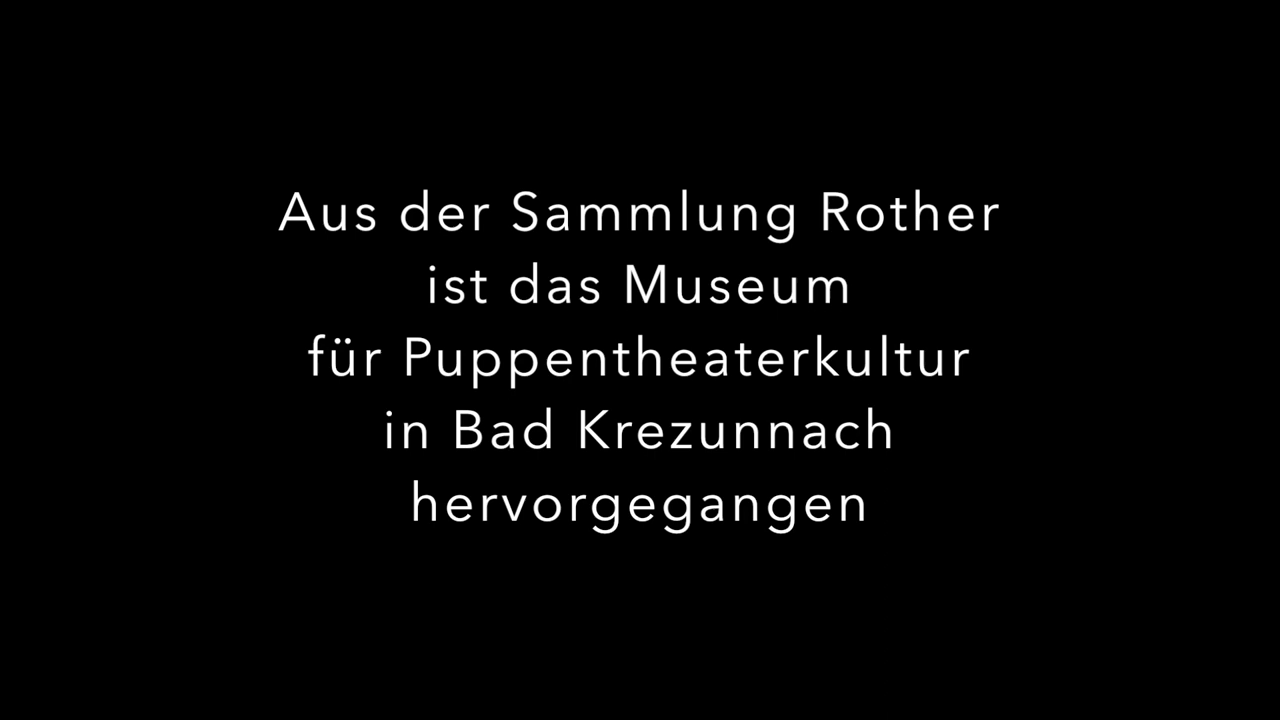 Aus der Sammlung Rother
ist das Museum
für Puppentheaterkultur
in Bad Krezunnach
hervorgegangen